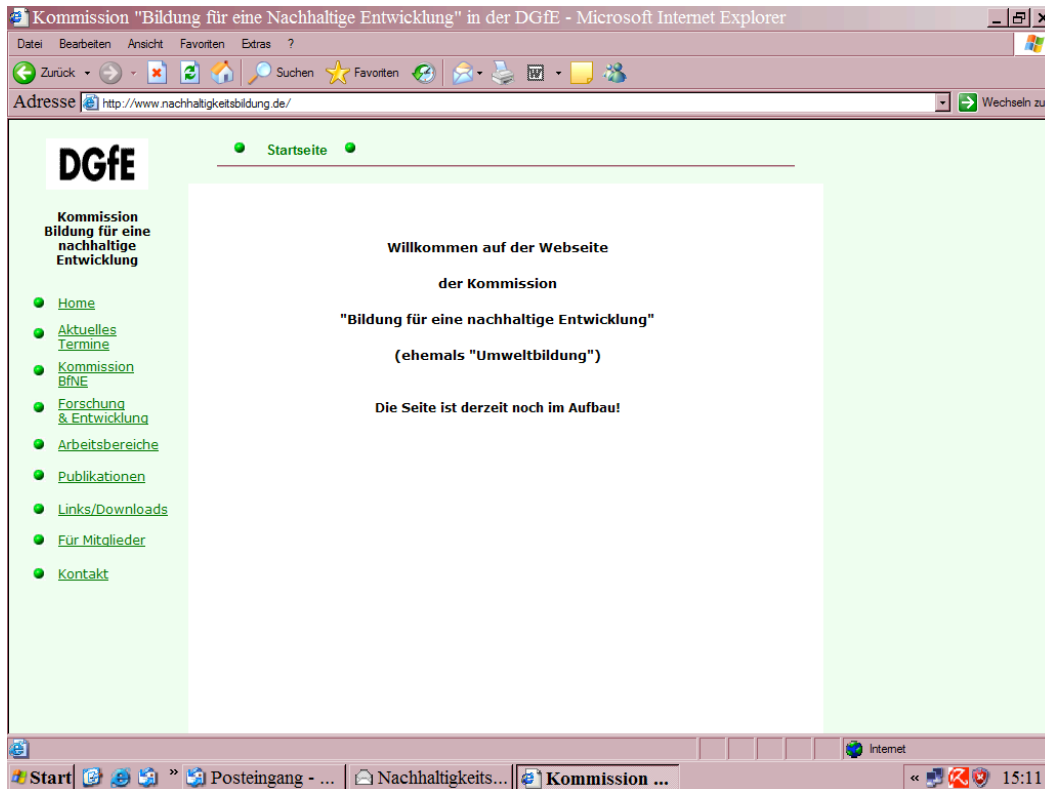 Kommission "Bildung für eine Nachhaltige Entwicklung" in der DGfE - Microsoft Internet Explorer
Datei Bearbeiten Ansicht Favoriten Extras ?
Zurück Suchen Favoriten
Adresse http://www.nachhaltigkeitsbildung.de/ Wechseln zu
DGfE
Startseite
Kommission
Bildung für eine
nachhaltige
Entwicklung
Home
Aktuelles
Termine
Kommission
BfNE
Forschung
& Entwicklung
Arbeitsbereiche
Publikationen
Links/Downloads
Für Mitglieder
Kontakt
Willkommen auf der Webseite
der Kommission
"Bildung für eine nachhaltige Entwicklung"
(ehemals "Umweltbildung")
Die Seite ist derzeit noch im Aufbau!
Internet
Start » Posteingang - ... Nachhaltigkeits... Kommission ... « 15:11